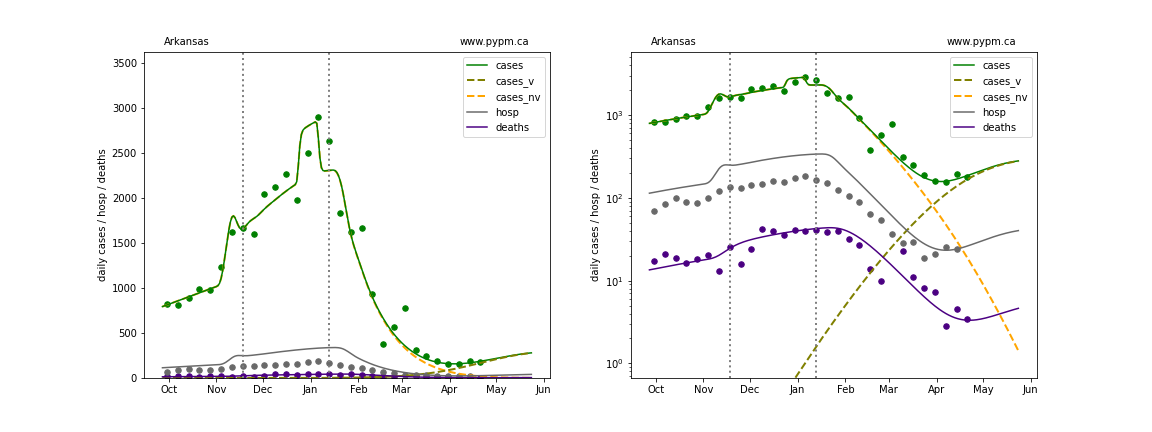 Arkansas www.pypm.ca
daily cases / hosp / deaths
3500
3000
2500
2000
1500
1000
500
0
Oct Nov Dec Jan Feb Mar Apr May Jun
cases
cases_v
cases_nv
hosp
deaths
Arkansas www.pypm.ca
daily cases / hosp / deaths
10³
10²
10¹
10⁰
Oct Nov Dec Jan Feb Mar Apr May Jun
cases
cases_v
cases_nv
hosp
deaths